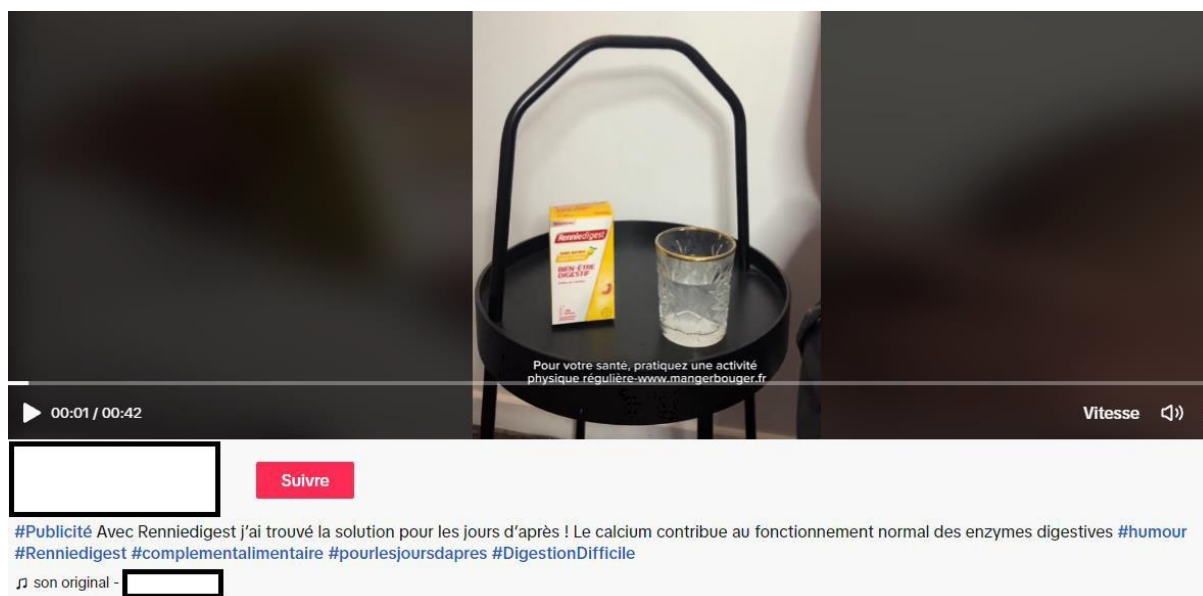 Renniedigest
BIEN-ÊTRE
DIGESTIF
Pour votre santé, pratiquez une activité
physique régulière-www.mangerbouger.fr
00:01 / 00:42
Vitesse
Suivre
#Publicité Avec Renniedigest j’ai trouvé la solution pour les jours d’après ! Le calcium contribue au fonctionnement normal des enzymes digestives #humour
#Renniedigest #complementalimentaire #pourlesjoursdapres #DigestionDifficile
son original -